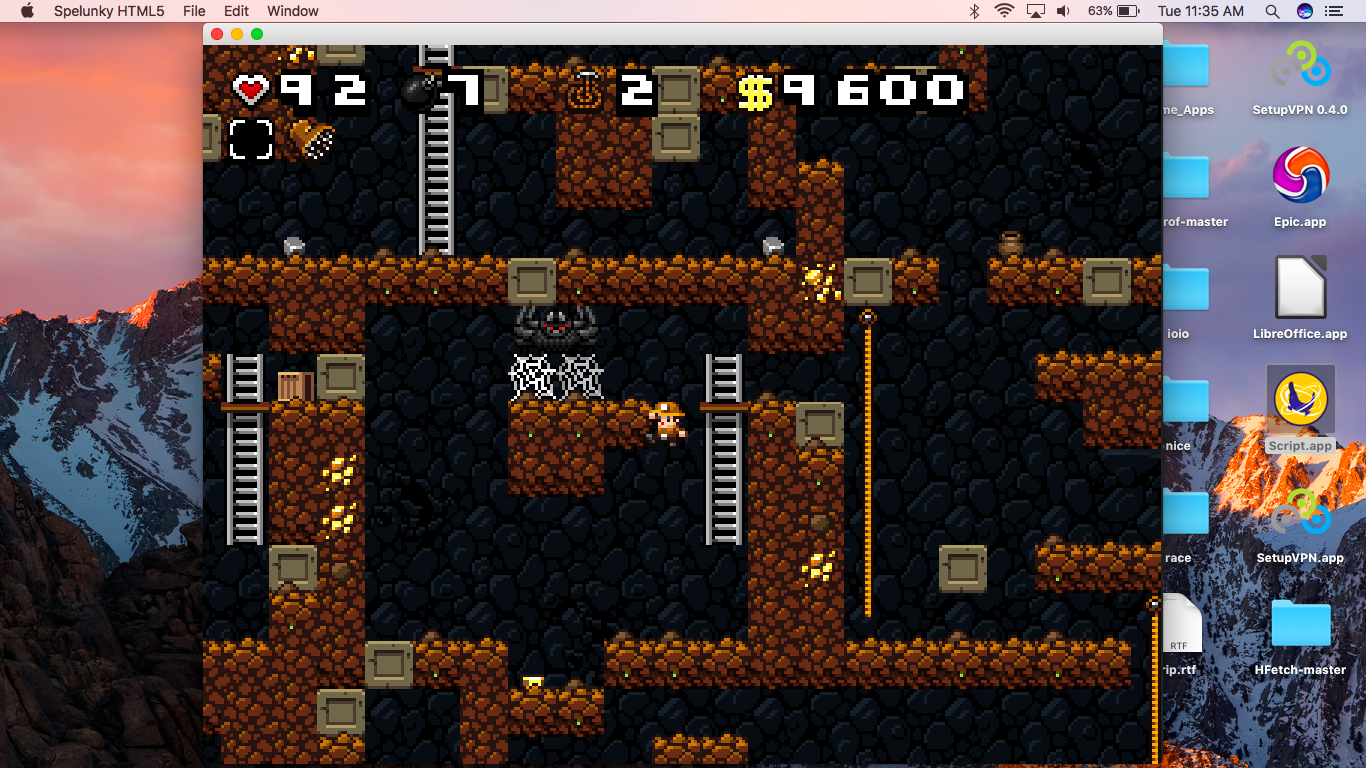 Spelunky HTML5 File Edit Window 63% Tue 11:35 AM
92 7 2 $9600
me_Apps SetupVPN 0.4.0
rof-master Epic.app
ioio LibreOffice.app
nice Script.app
race SetupVPN.app
RTF
rip.rtf HFetch-master